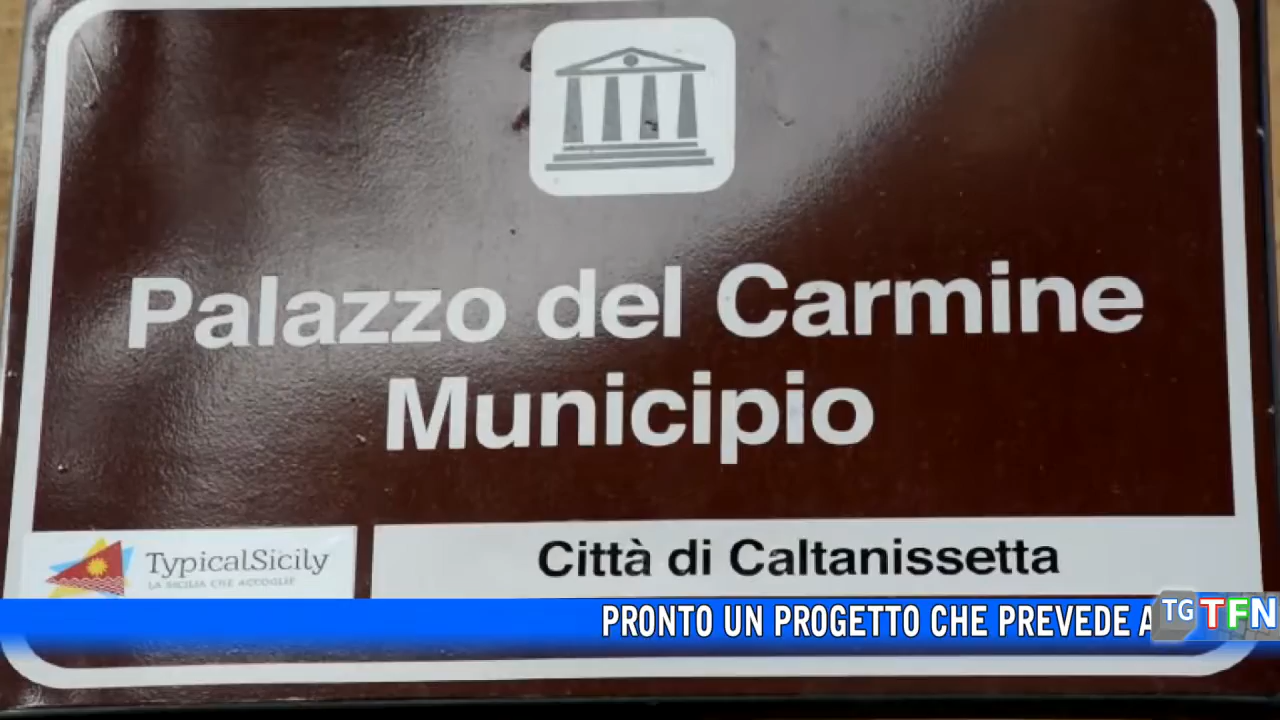 Palazzo del Carmine
Municipio
TypicalSicily
LA SICILIA CHE ACCOGLIE
Città di Caltanissetta
PRONTO UN PROGETTO CHE PREVEDE A
TG TFN